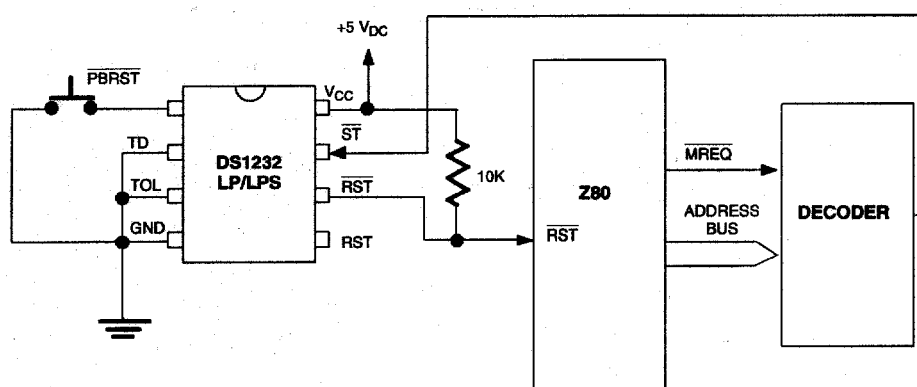 +5 VDC
PBRST
VCC
TD
ST
DS1232
LP/LPS
10K
MREQ
TOL
RST
Z80
ADDRESS
BUS
DECODER
GND
RST
RST